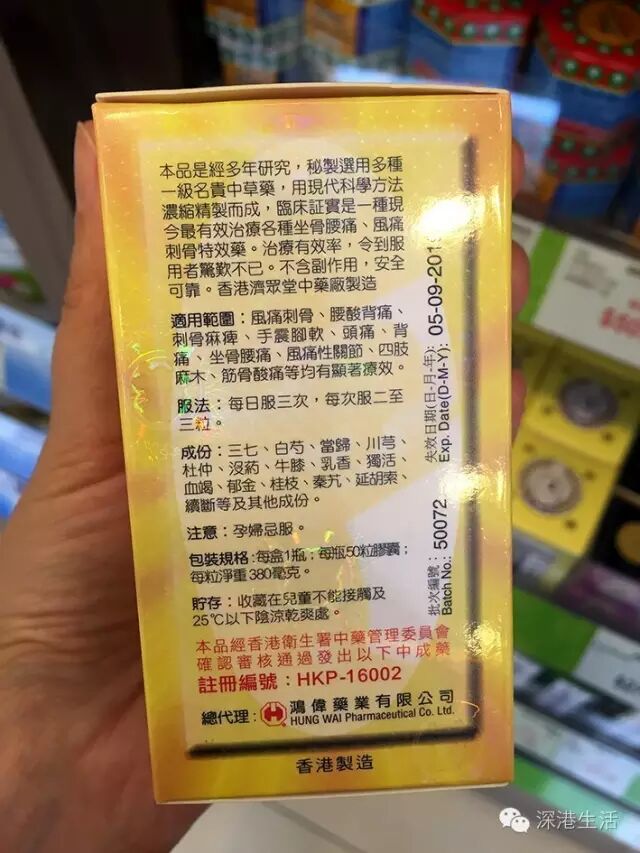 本品是經多年研究，秘製選用多種
一級名貴中草藥，用現代科學方法
濃縮精製而成，臨床証實是一種現
今最有效治療各種坐骨腰痛、風痛
刺骨特效藥。治療有效率，令到服
用者驚歎不已。不含副作用，安全
可靠。香港濟眾堂中藥廠製造
適用範圍：風痛刺骨、腰酸背痛、
刺骨麻痺、手震腳軟、頭痛、背
痛、坐骨腰痛、風痛性關節、四肢
麻木、筋骨酸痛等均有顯著療效。
服法：每日服三次，每次服二至
三粒。
成份：三七、白芍、當歸、川芎、
杜仲、沒葯、牛膝、乳香、獨活、
血竭、郁金、桂枝、秦艽、延胡索、
續斷等及其他成份。
注意：孕婦忌服。
包裝規格：每盒1瓶；每瓶50粒膠囊；
每粒淨重380毫克。
貯存：收藏在兒童不能接觸及
25℃以下陰涼乾爽處。
本品經香港衛生署中藥管理委員會
確認審核通過發出以下中成藥
註冊編號：HKP-16002
總代理：鴻偉藥業有限公司
HUNG WAI Pharmaceutical Co. Ltd.
香港製造
失效日期(日-月-年)：
Exp. Date(D-M-Y): 05-09-201
批次編號：
Batch No.: 50072
深港生活